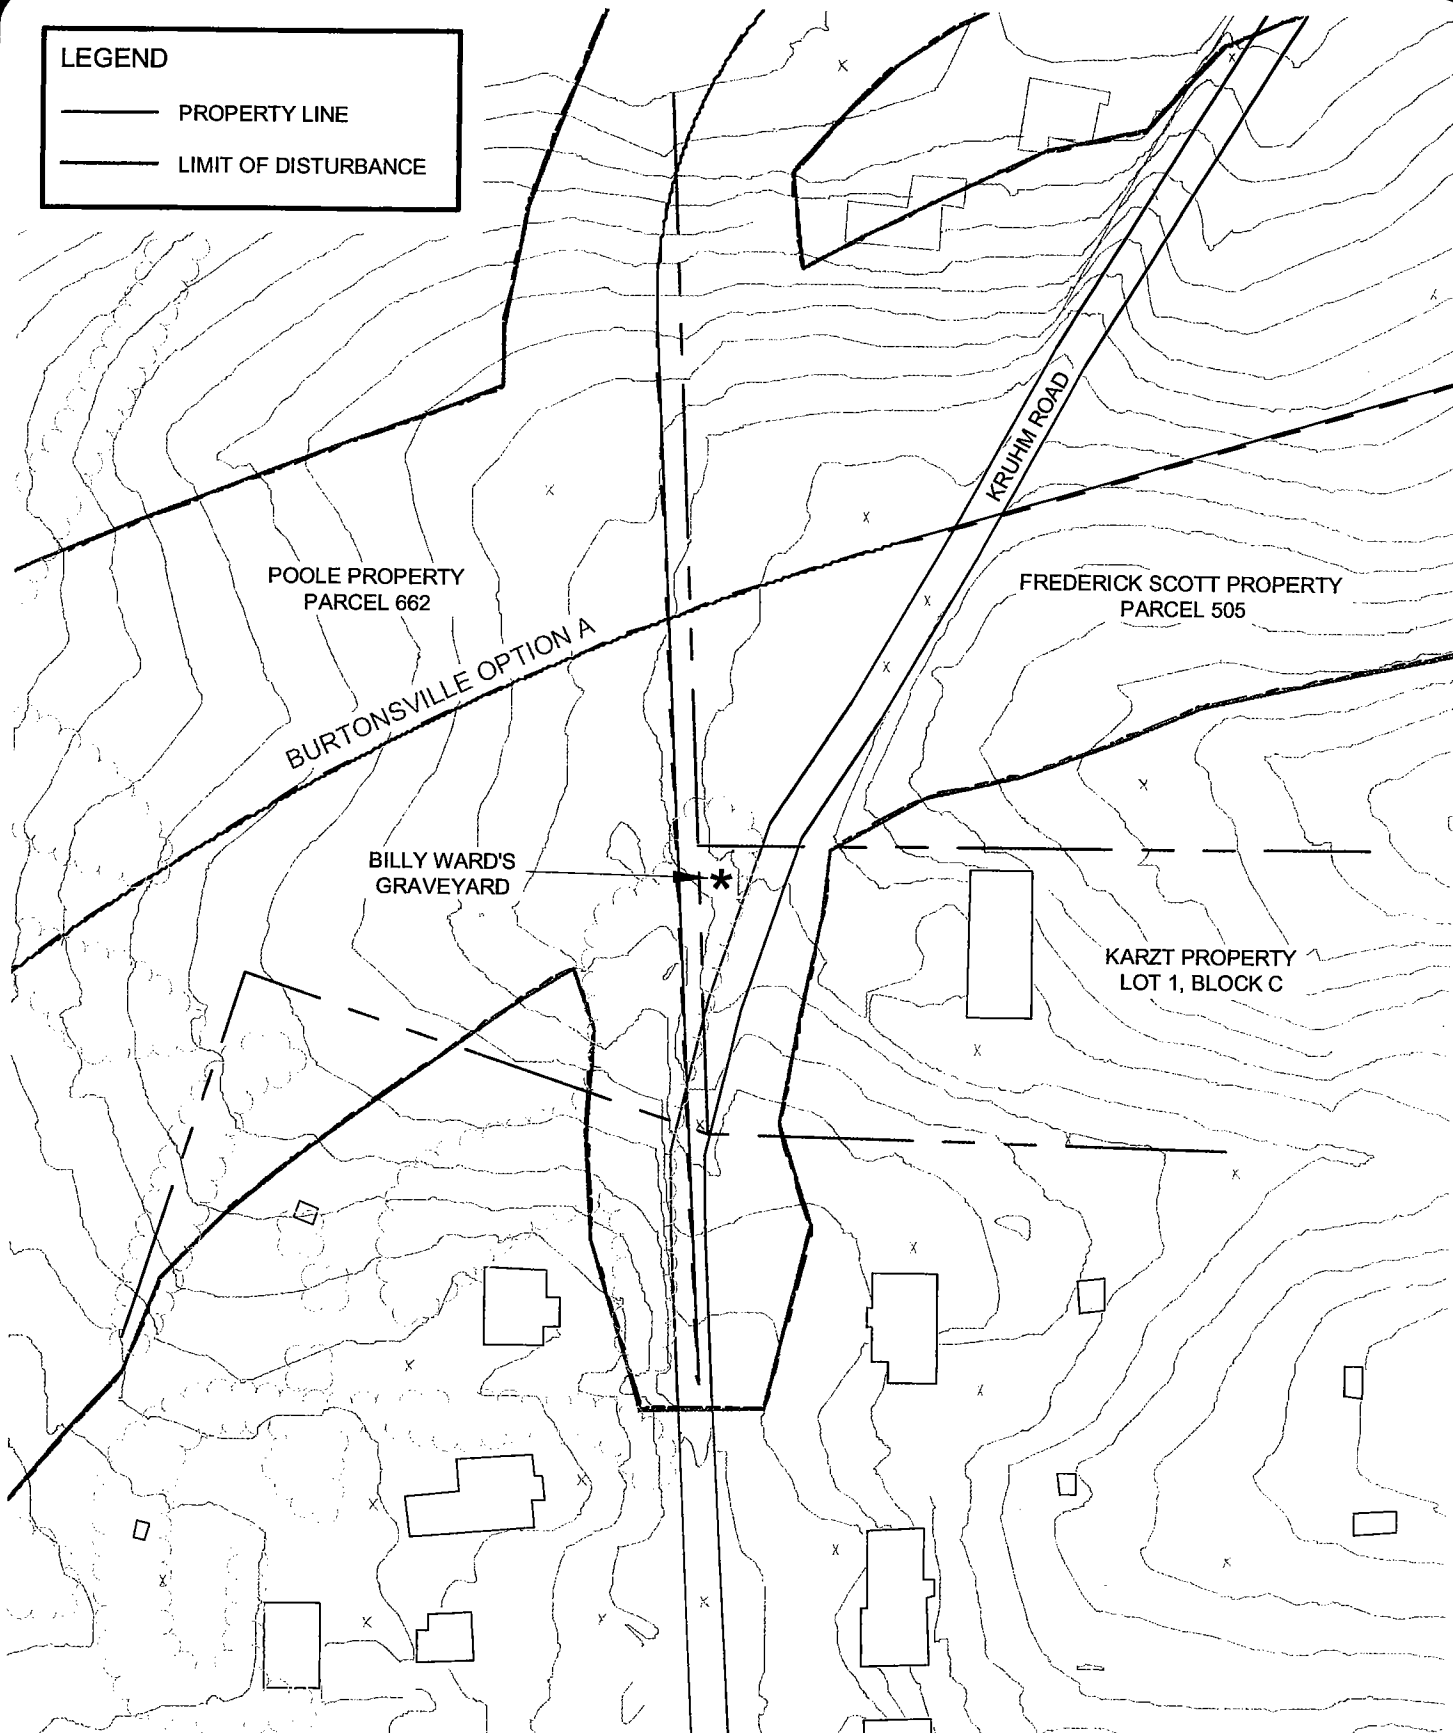 LEGEND
PROPERTY LINE
LIMIT OF DISTURBANCE
KRUHM ROAD
POOLE PROPERTY
PARCEL 662
FREDERICK SCOTT PROPERTY
PARCEL 505
BURTONSVILLE OPTION A
BILLY WARD'S
GRAVEYARD
KARZT PROPERTY
LOT 1, BLOCK C